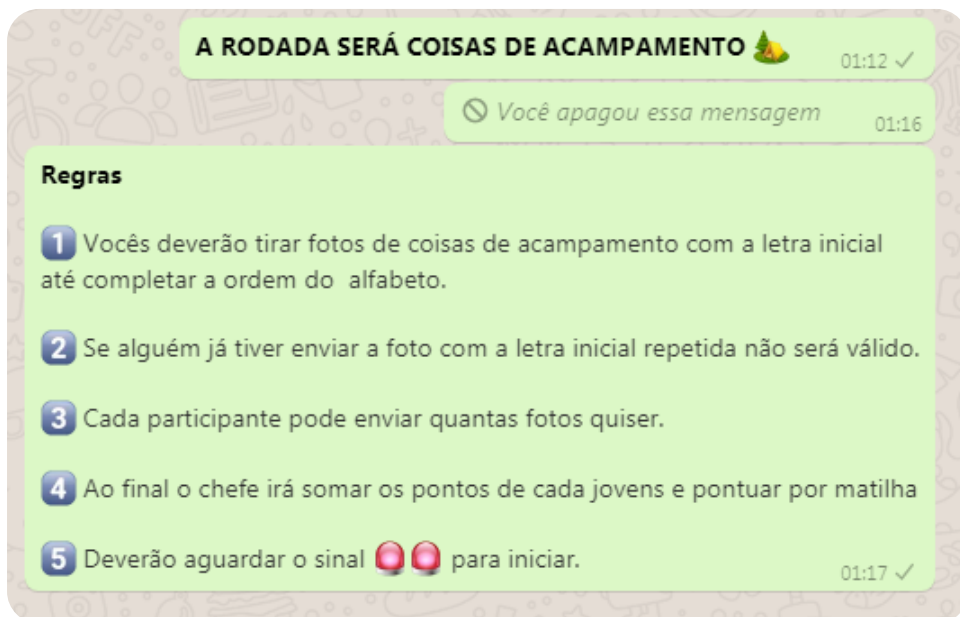 A RODADA SERÁ COISAS DE ACAMPAMENTO 🏕️
01:12 ✓
🚫 Você apagou essa mensagem
01:16
Regras
1️⃣ Vocês deverão tirar fotos de coisas de acampamento com a letra inicial
até completar a ordem do  alfabeto.
2️⃣ Se alguém já tiver enviar a foto com a letra inicial repetida não será válido.
3️⃣ Cada participante pode enviar quantas fotos quiser.
4️⃣ Ao final o chefe irá somar os pontos de cada jovens e pontuar por matilha
5️⃣ Deverão aguardar o sinal 🚨🚨 para iniciar.
01:17 ✓